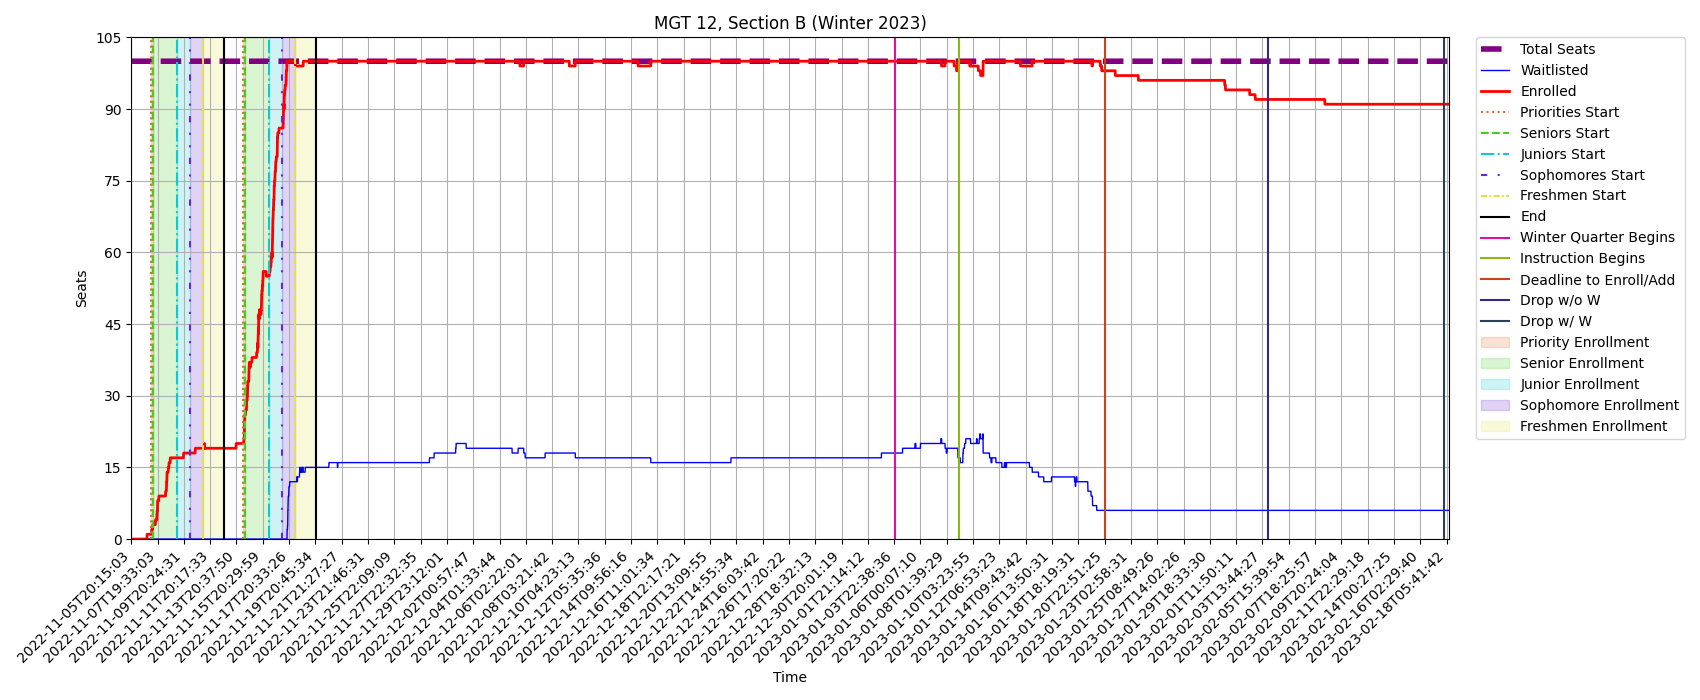 MGT 12, Section B (Winter 2023)
105
90
75
60
45
30
15
0
Seats
2022-11-05T20:15:03
2022-11-07T19:33:03
2022-11-09T20:24:31
2022-11-11T20:17:33
2022-11-13T20:37:50
2022-11-15T20:29:59
2022-11-17T20:33:26
2022-11-19T20:45:34
2022-11-21T21:27:27
2022-11-23T21:46:31
2022-11-25T22:09:09
2022-11-27T22:32:35
2022-11-29T23:12:01
2022-12-02T00:57:47
2022-12-04T01:33:44
2022-12-06T02:22:01
2022-12-08T03:21:42
2022-12-10T04:23:13
2022-12-12T05:35:36
2022-12-14T09:56:16
2022-12-16T11:01:34
2022-12-18T12:17:21
2022-12-20T13:09:55
2022-12-22T14:55:34
2022-12-24T16:03:42
2022-12-26T17:20:22
2022-12-28T18:32:13
2022-12-30T20:01:19
2023-01-01T21:14:12
2023-01-03T22:38:36
2023-01-06T00:07:10
2023-01-08T01:39:29
2023-01-10T03:23:55
2023-01-12T06:53:23
2023-01-14T09:43:42
2023-01-16T13:50:31
2023-01-18T18:19:31
2023-01-20T22:51:25
2023-01-23T02:58:31
2023-01-25T08:49:26
2023-01-27T14:02:26
2023-01-29T18:33:30
2023-02-01T11:50:11
2023-02-03T13:44:27
2023-02-05T15:39:54
2023-02-07T18:25:57
2023-02-09T20:24:04
2023-02-11T22:29:18
2023-02-14T00:27:25
2023-02-16T02:29:40
2023-02-18T05:41:42
Time
Total Seats
Waitlisted
Enrolled
Priorities Start
Seniors Start
Juniors Start
Sophomores Start
Freshmen Start
End
Winter Quarter Begins
Instruction Begins
Deadline to Enroll/Add
Drop w/o W
Drop w/ W
Priority Enrollment
Senior Enrollment
Junior Enrollment
Sophomore Enrollment
Freshmen Enrollment